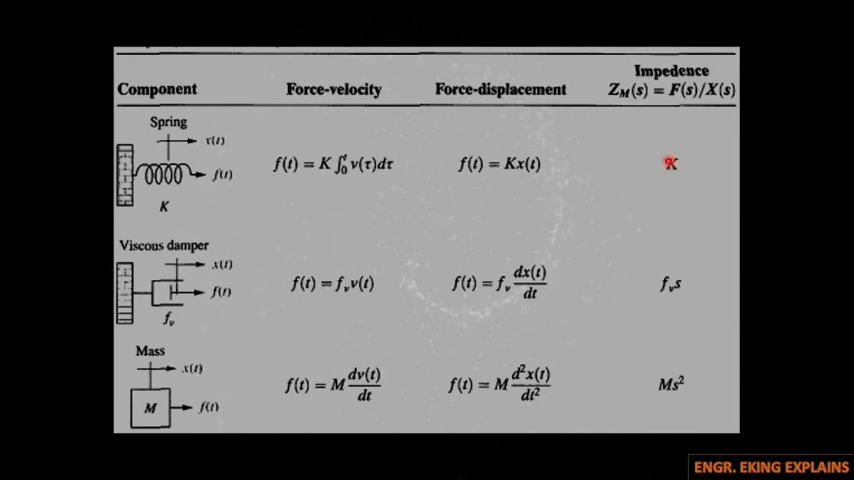 Component Force-velocity Force-displacement Impedence Z_M(s) = F(s)/X(s)
Spring
x(t)
f(t)
K
f(t) = K ∫₀ᵗ v(τ)dτ
f(t) = Kx(t)
K
Viscous damper
x(t)
f(t)
f_v
f(t) = f_v v(t)
f(t) = f_v dx(t)/dt
f_v s
Mass
x(t)
M
f(t)
f(t) = M dv(t)/dt
f(t) = M d²x(t)/dt²
Ms²
ENGR. EKING EXPLAINS